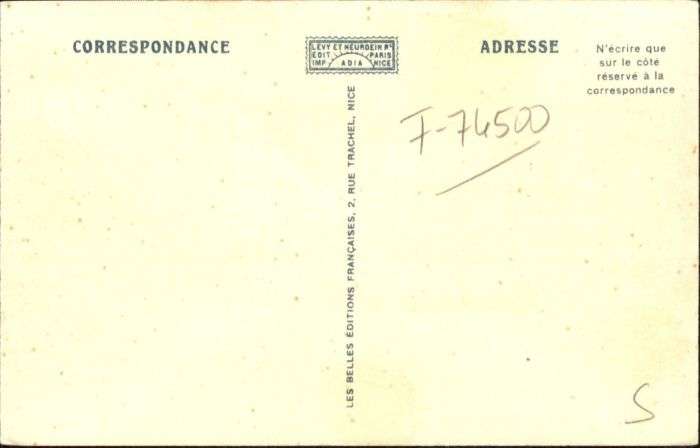 CORRESPONDANCE
LEVY ET NEURDEIN Rs
EDIT PARIS
IMP ADIA NICE
ADRESSE
N'écrire que
sur le côté
réservé à la
correspondance
F-74500
LES BELLES ÉDITIONS FRANÇAISES, 2, RUE TRACHEL, NICE
S